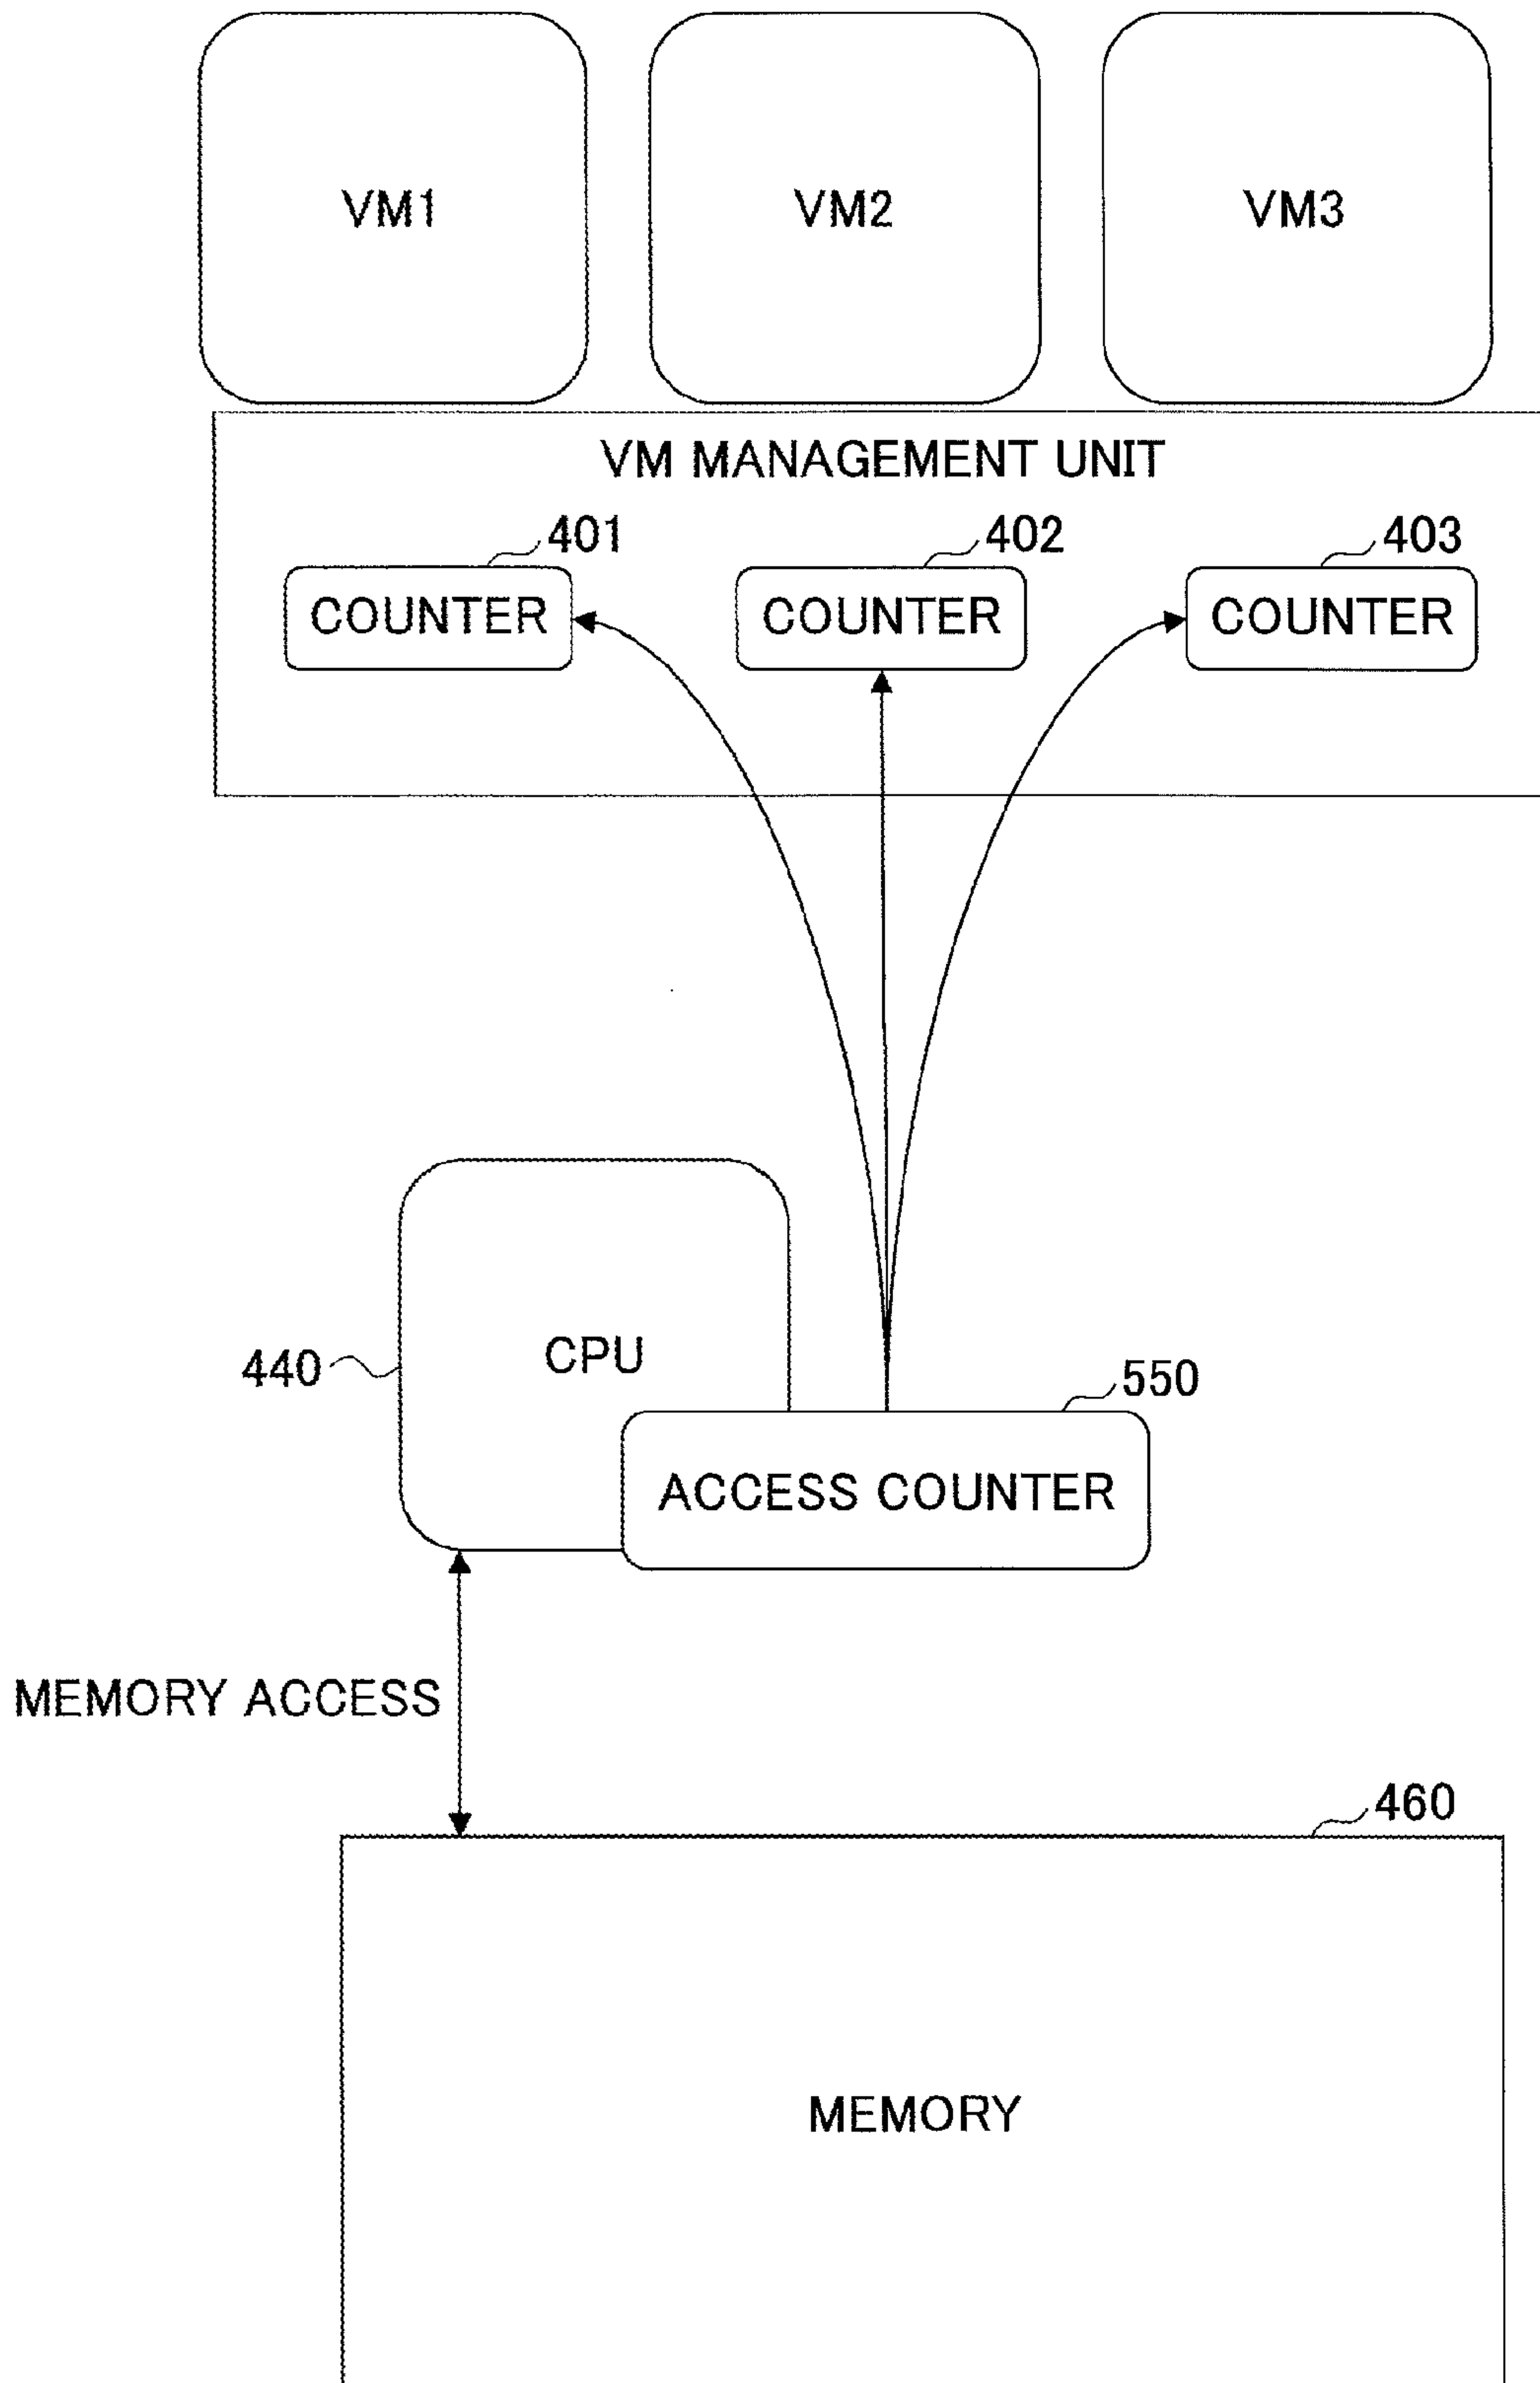 VM1 VM2 VM3
VM MANAGEMENT UNIT
401 402 403
COUNTER COUNTER COUNTER
440 CPU
550
ACCESS COUNTER
MEMORY ACCESS
460
MEMORY